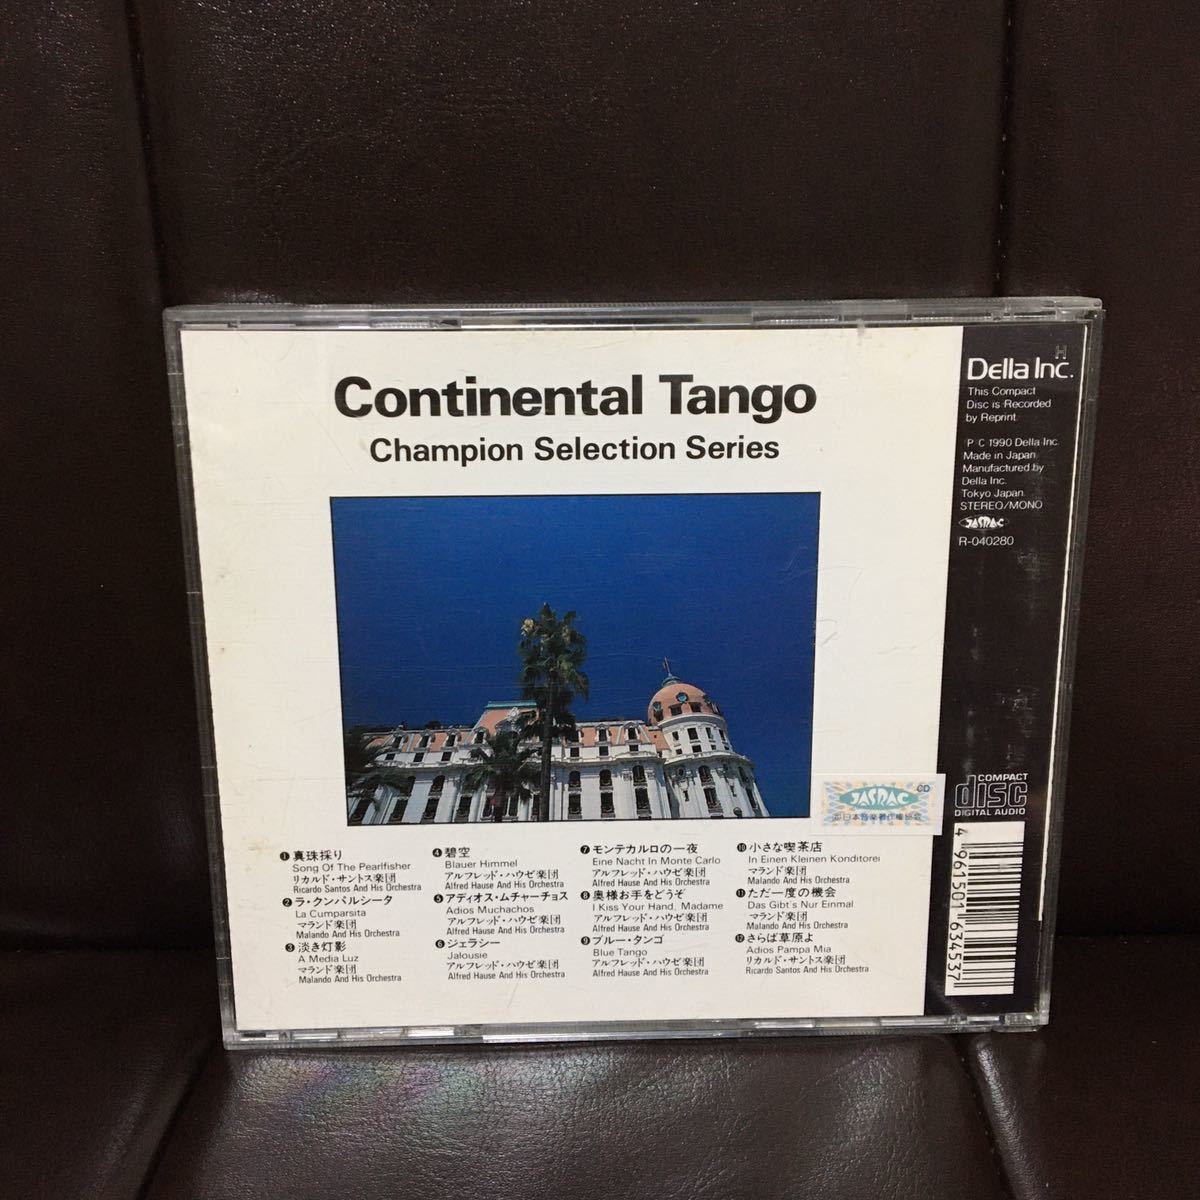 Continental Tango
Champion Selection Series
❶真珠採り
Song Of The Pearlfisher
リカルド・サントス楽団
Ricardo Santos And His Orchestra
❷ラ・クンパルシータ
La Cumparsita
マランド楽団
Malando And His Orchestra
❸淡き灯影
A Media Luz
マランド楽団
Malando And His Orchestra
❹碧空
Blauer Himmel
アルフレッド・ハウゼ楽団
Alfred Hause And His Orchestra
❺アディオス・ムチャーチョス
Adios Muchachos
アルフレッド・ハウゼ楽団
Alfred Hause And His Orchestra
❻ジェラシー
Jalousie
アルフレッド・ハウゼ楽団
Alfred Hause And His Orchestra
❼モンテカルロの一夜
Eine Nacht In Monte Carlo
アルフレッド・ハウゼ楽団
Alfred Hause And His Orchestra
❽奥様お手をどうぞ
I Kiss Your Hand, Madame
アルフレッド・ハウゼ楽団
Alfred Hause And His Orchestra
❾ブルー・タンゴ
Blue Tango
アルフレッド・ハウゼ楽団
Alfred Hause And His Orchestra
❿小さな喫茶店
In Einen Kleinen Konditorei
マランド楽団
Malando And His Orchestra
⓫ただ一度の機会
Das Gibt's Nur Einmal
マランド楽団
Malando And His Orchestra
⓬さらば草原よ
Adios Pampa Mia
リカルド・サントス楽団
Ricardo Santos And His Orchestra
JASRAC
CD
日本音楽著作権協会
H
Della Inc.
This Compact
Disc is Recorded
by Reprint.
P C 1990 Della Inc.
Made in Japan
Manufactured by
Della Inc.
Tokyo Japan.
STEREO/MONO
JASRAC
R-040280
COMPACT
disc
DIGITAL AUDIO
4 961501 634537